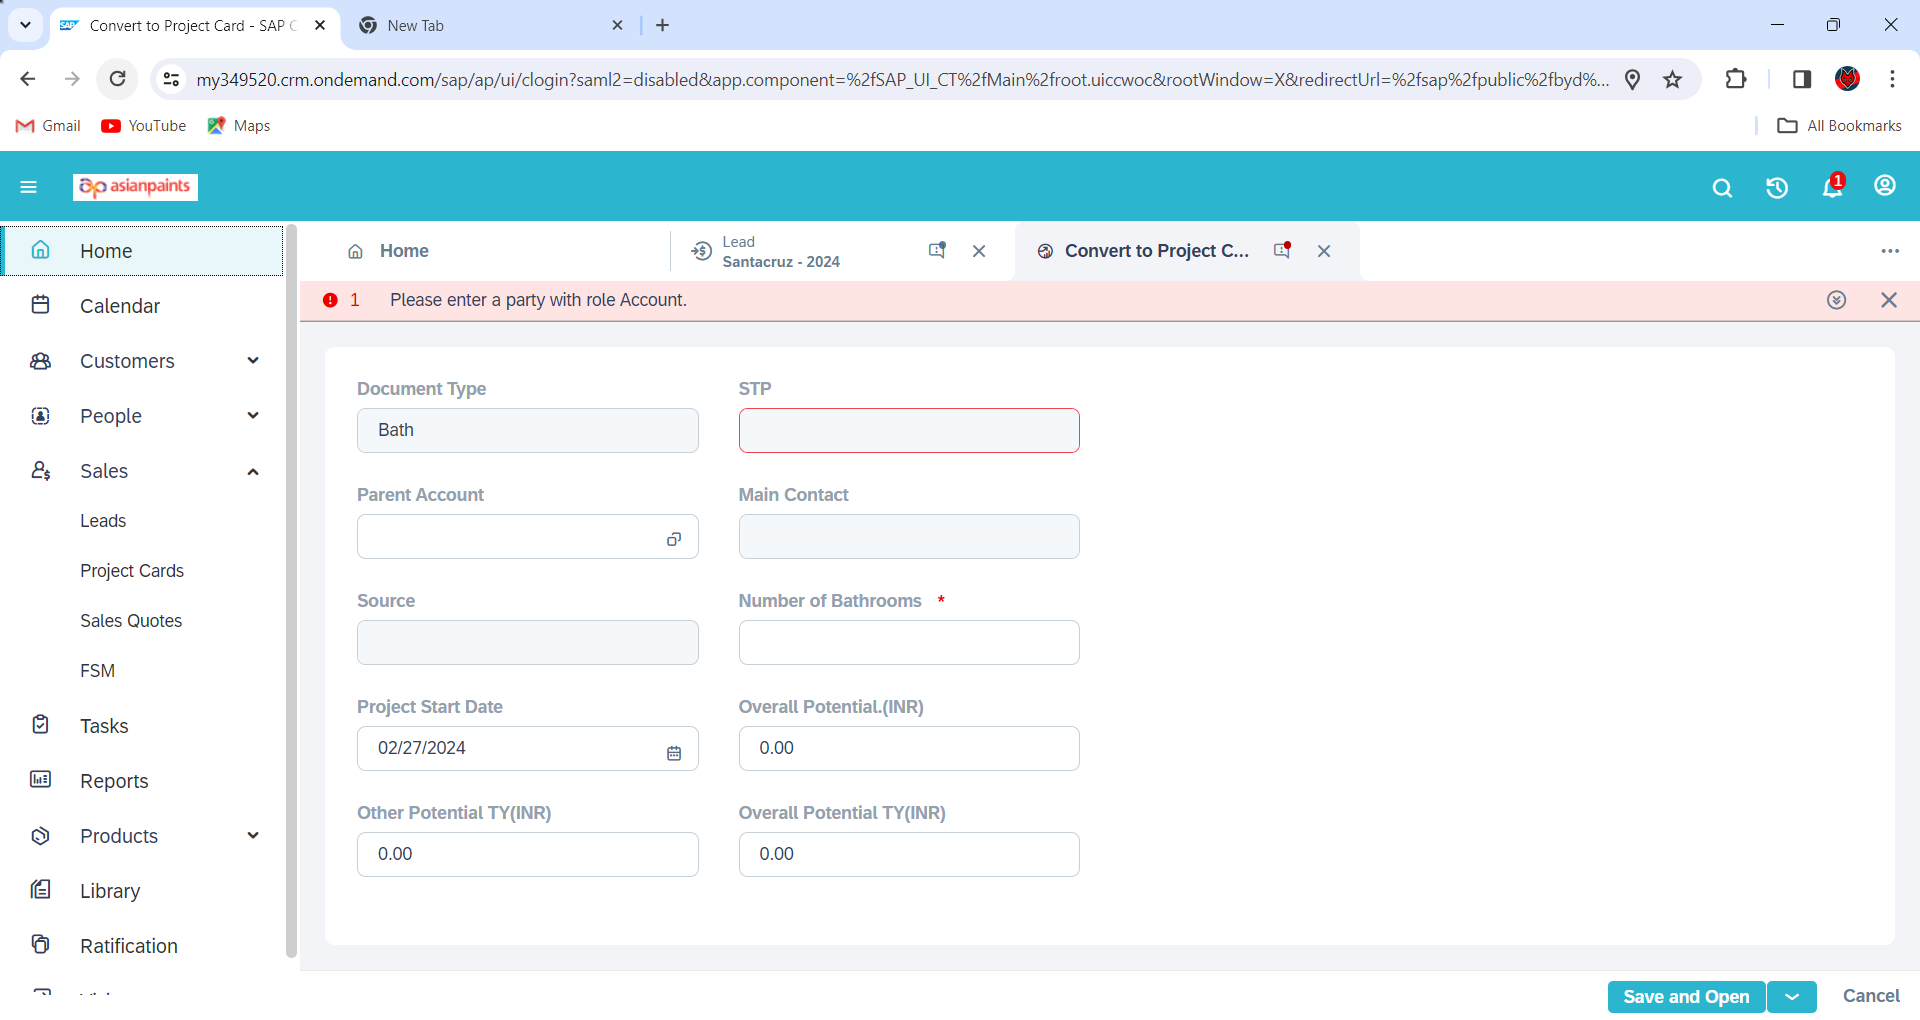 Convert to Project Card - SAP C
New Tab
my349520.crm.ondemand.com/sap/ap/ui/clogin?saml2=disabled&app.component=%2fSAP_UI_CT%2fMain%2froot.uiccwoc&rootWindow=X&redirectUrl=%2fsap%2fpublic%2fbyd%...
Gmail
YouTube
Maps
All Bookmarks
asianpaints
1
Home
Calendar
Customers
People
Sales
Leads
Project Cards
Sales Quotes
FSM
Tasks
Reports
Products
Library
Ratification
Home
Lead
Santacruz - 2024
Convert to Project C...
1 Please enter a party with role Account.
Document Type
Bath
STP
Parent Account
Main Contact
Source
Number of Bathrooms *
Project Start Date
02/27/2024
Overall Potential.(INR)
0.00
Other Potential TY(INR)
0.00
Overall Potential TY(INR)
0.00
Save and Open
Cancel